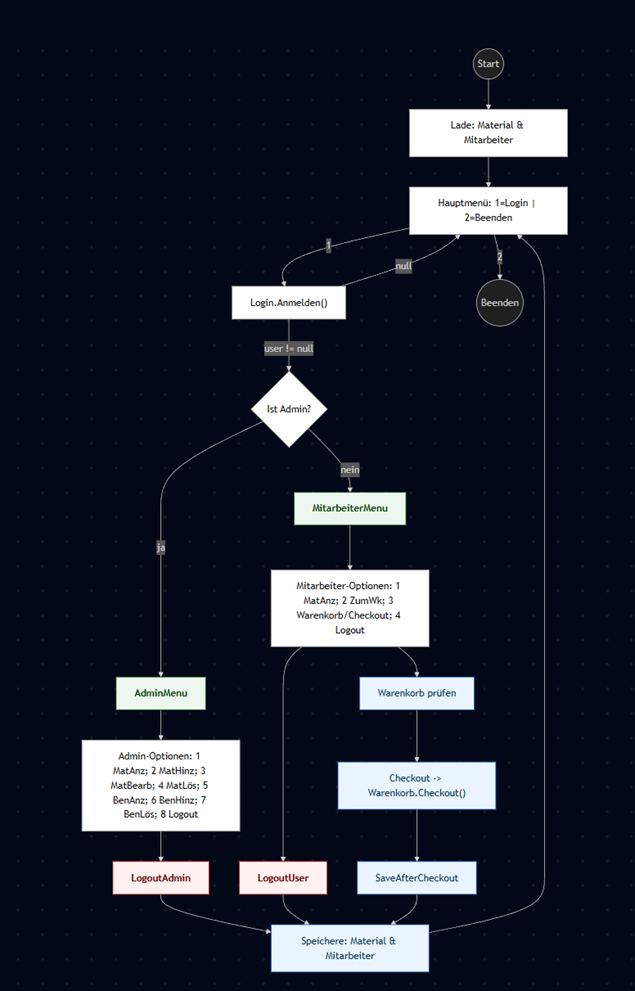 Start
Lade: Material &
Mitarbeiter
Hauptmenü: 1=Login |
2=Beenden
1
null
2
Login.Anmelden()
Beenden
user != null
Ist Admin?
nein
MitarbeiterMenu
ja
Mitarbeiter-Optionen: 1
MatAnz; 2 ZumWk; 3
Warenkorb/Checkout; 4
Logout
AdminMenu
Warenkorb prüfen
Admin-Optionen: 1
MatAnz; 2 MatHinz; 3
MatBearb; 4 MatLös; 5
BenAnz; 6 BenHinz; 7
BenLös; 8 Logout
Checkout ->
Warenkorb.Checkout()
LogoutAdmin
LogoutUser
SaveAfterCheckout
Speichere: Material &
Mitarbeiter